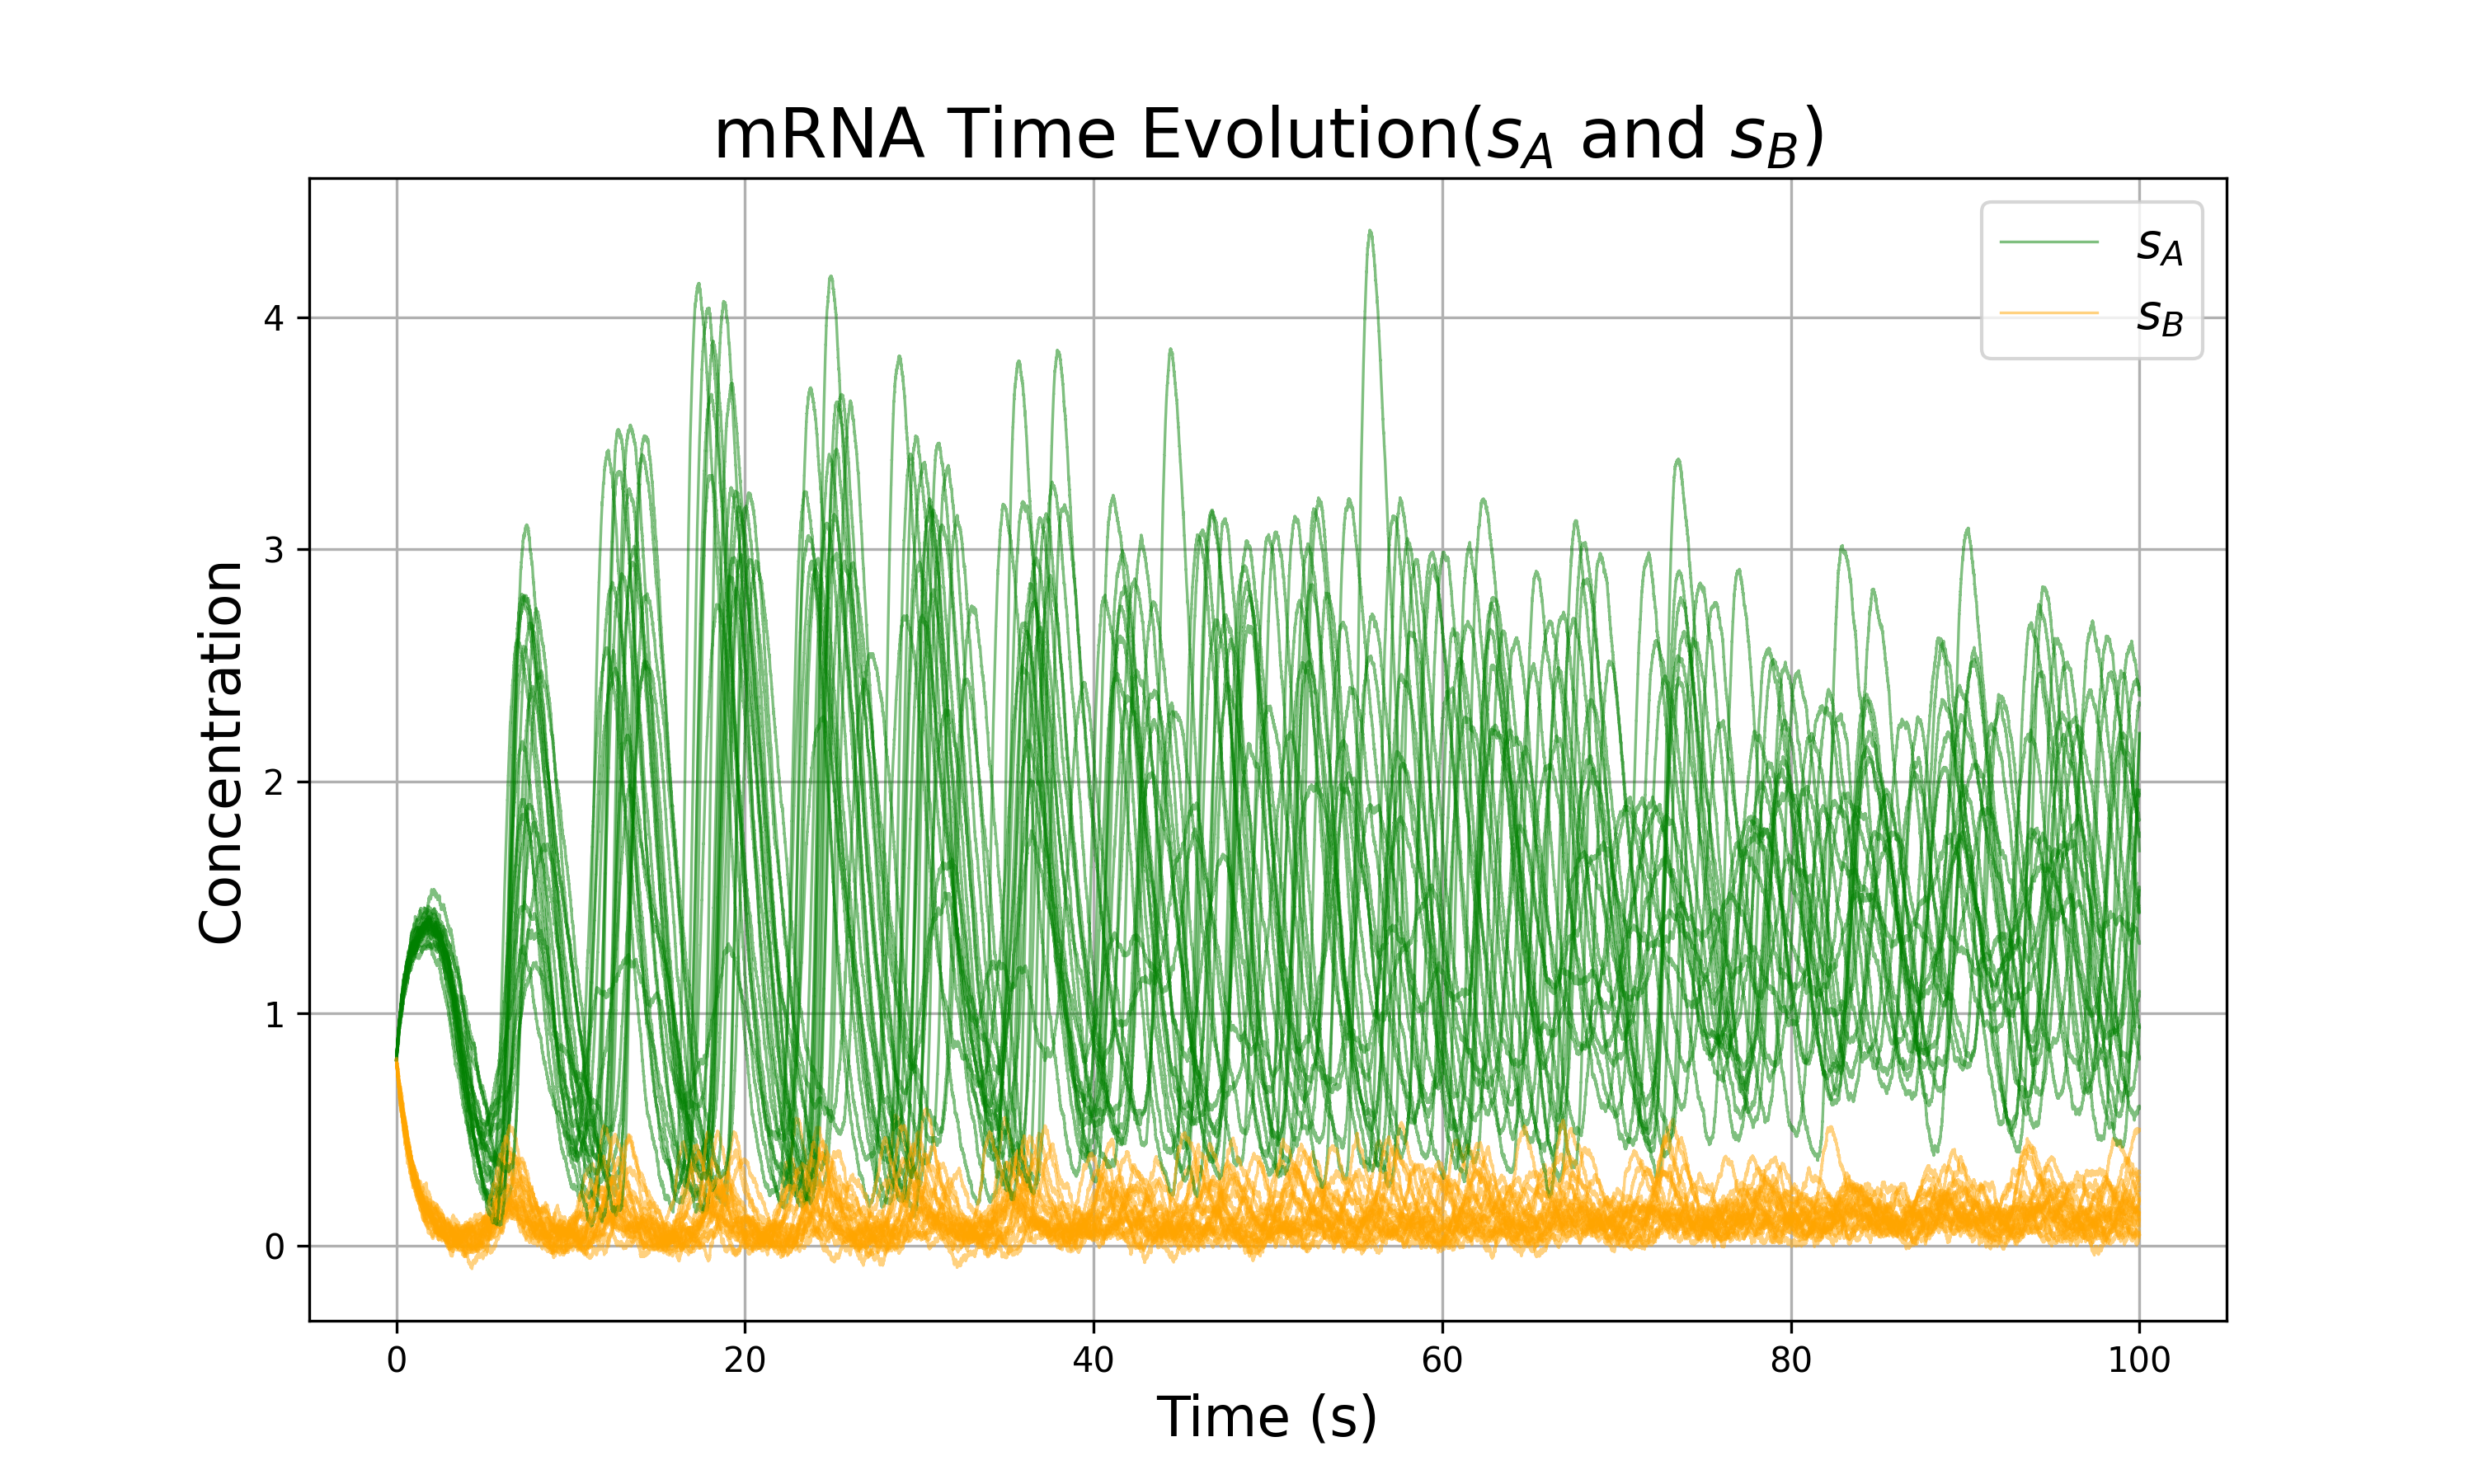 mRNA Time Evolution(s_A and s_B)
s_A
s_B
Concentration
4
3
2
1
0
0 20 40 60 80 100
Time (s)